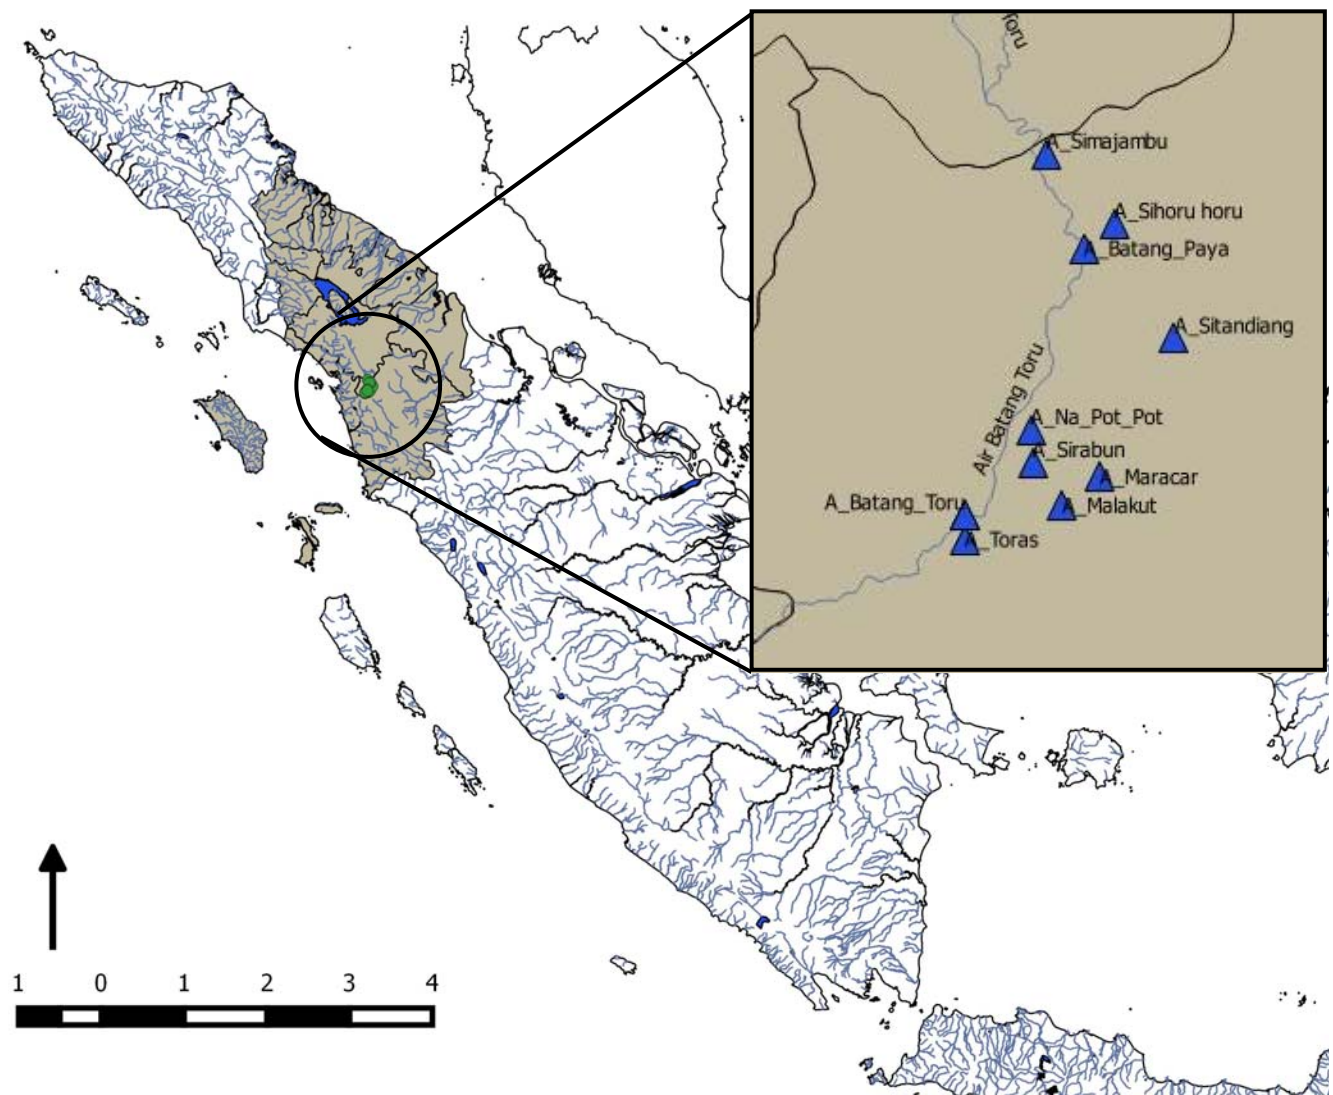 Toru
A_Simajambu
A_Sihoru horu
A_Batang_Paya
A_Sitandiang
Air Batang Toru
A_Na_Pot_Pot
A_Sirabun
A_Maracar
A_Malakut
A_Batang_Toru
A_Toras
1 0 1 2 3 4